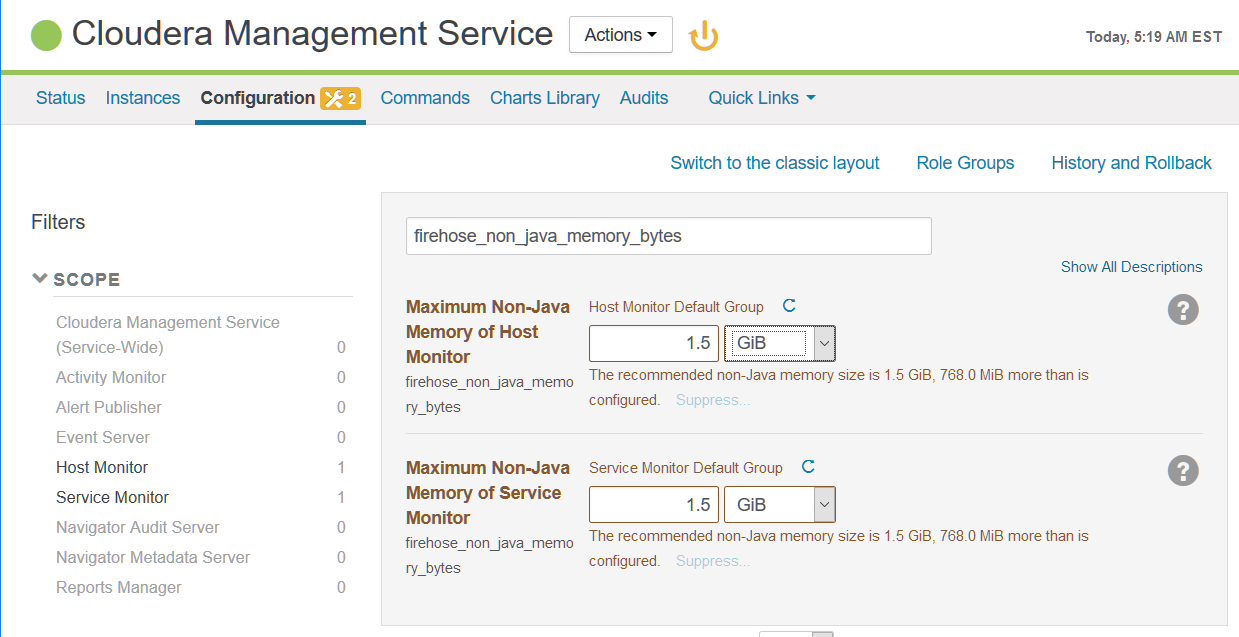 Cloudera Management Service
Actions
Today, 5:19 AM EST
Status Instances Configuration 2 Commands Charts Library Audits Quick Links
Switch to the classic layout Role Groups History and Rollback
Filters
SCOPE
Cloudera Management Service
(Service-Wide) 0
Activity Monitor 0
Alert Publisher 0
Event Server 0
Host Monitor 1
Service Monitor 1
Navigator Audit Server 0
Navigator Metadata Server 0
Reports Manager 0
firehose_non_java_memory_bytes
Show All Descriptions
Maximum Non-Java
Memory of Host
Monitor
firehose_non_java_memo
ry_bytes
Host Monitor Default Group
1.5 GiB
?
The recommended non-Java memory size is 1.5 GiB, 768.0 MiB more than is
configured. Suppress...
Maximum Non-Java
Memory of Service
Monitor
firehose_non_java_memo
ry_bytes
Service Monitor Default Group
1.5 GiB
?
The recommended non-Java memory size is 1.5 GiB, 768.0 MiB more than is
configured. Suppress...